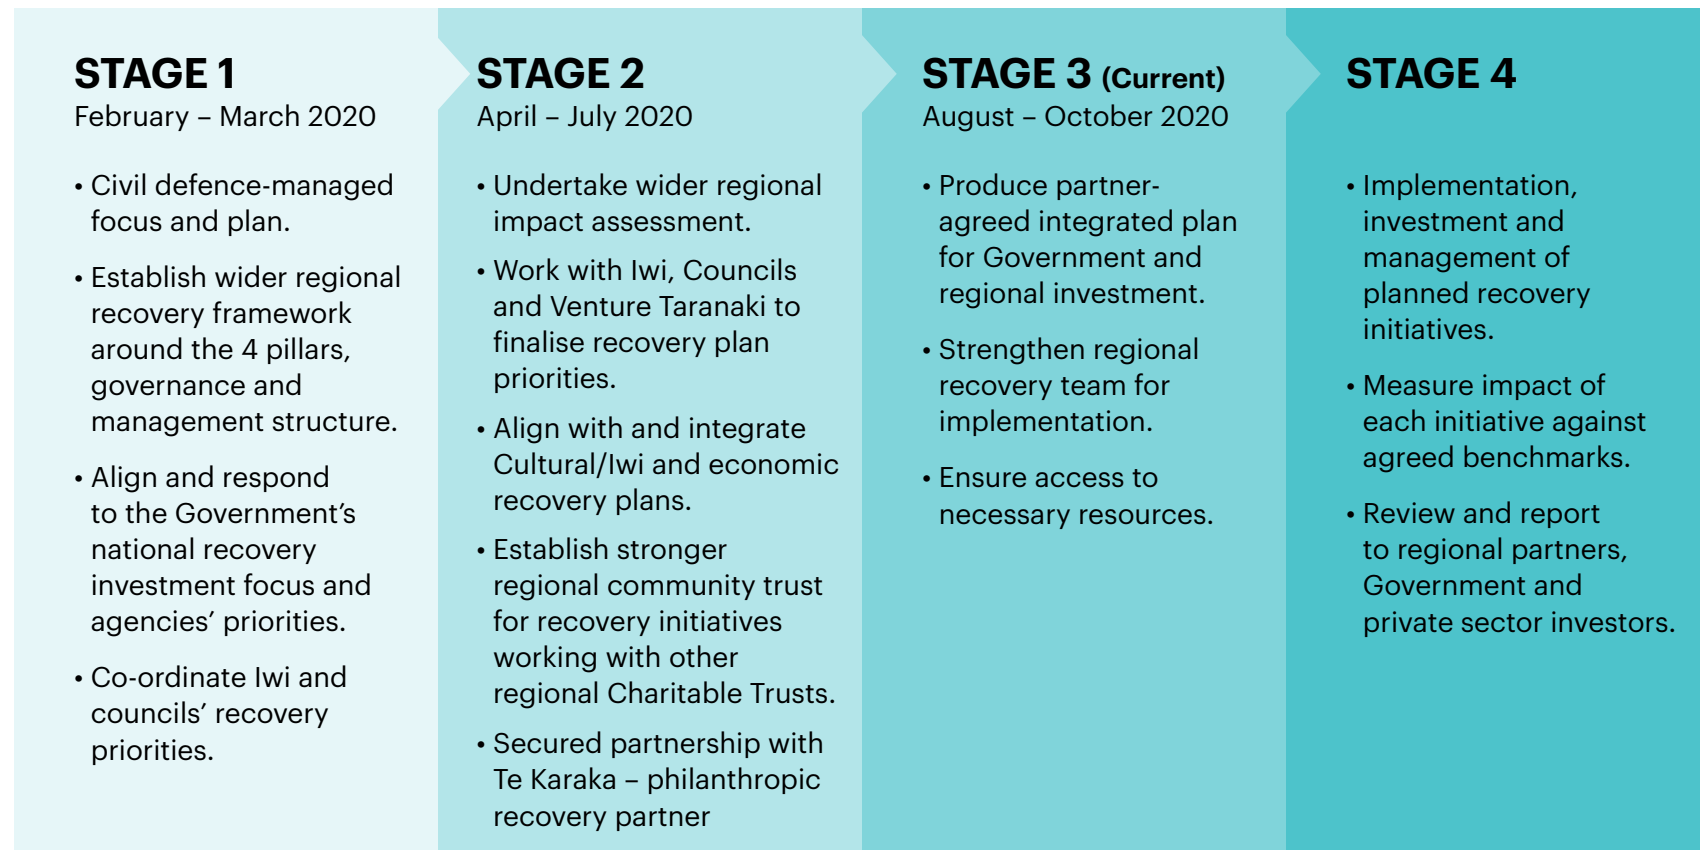 STAGE 1
February – March 2020
• Civil defence-managed
focus and plan.
• Establish wider regional
recovery framework
around the 4 pillars,
governance and
management structure.
• Align and respond
to the Government’s
national recovery
investment focus and
agencies’ priorities.
• Co-ordinate Iwi and
councils’ recovery
priorities.
STAGE 2
April – July 2020
• Undertake wider regional
impact assessment.
• Work with Iwi, Councils
and Venture Taranaki to
finalise recovery plan
priorities.
• Align with and integrate
Cultural/Iwi and economic
recovery plans.
• Establish stronger
regional community trust
for recovery initiatives
working with other
regional Charitable Trusts.
• Secured partnership with
Te Karaka – philanthropic
recovery partner
STAGE 3 (Current)
August – October 2020
• Produce partner-
agreed integrated plan
for Government and
regional investment.
• Strengthen regional
recovery team for
implementation.
• Ensure access to
necessary resources.
STAGE 4
• Implementation,
investment and
management of
planned recovery
initiatives.
• Measure impact of
each initiative against
agreed benchmarks.
• Review and report
to regional partners,
Government and
private sector investors.